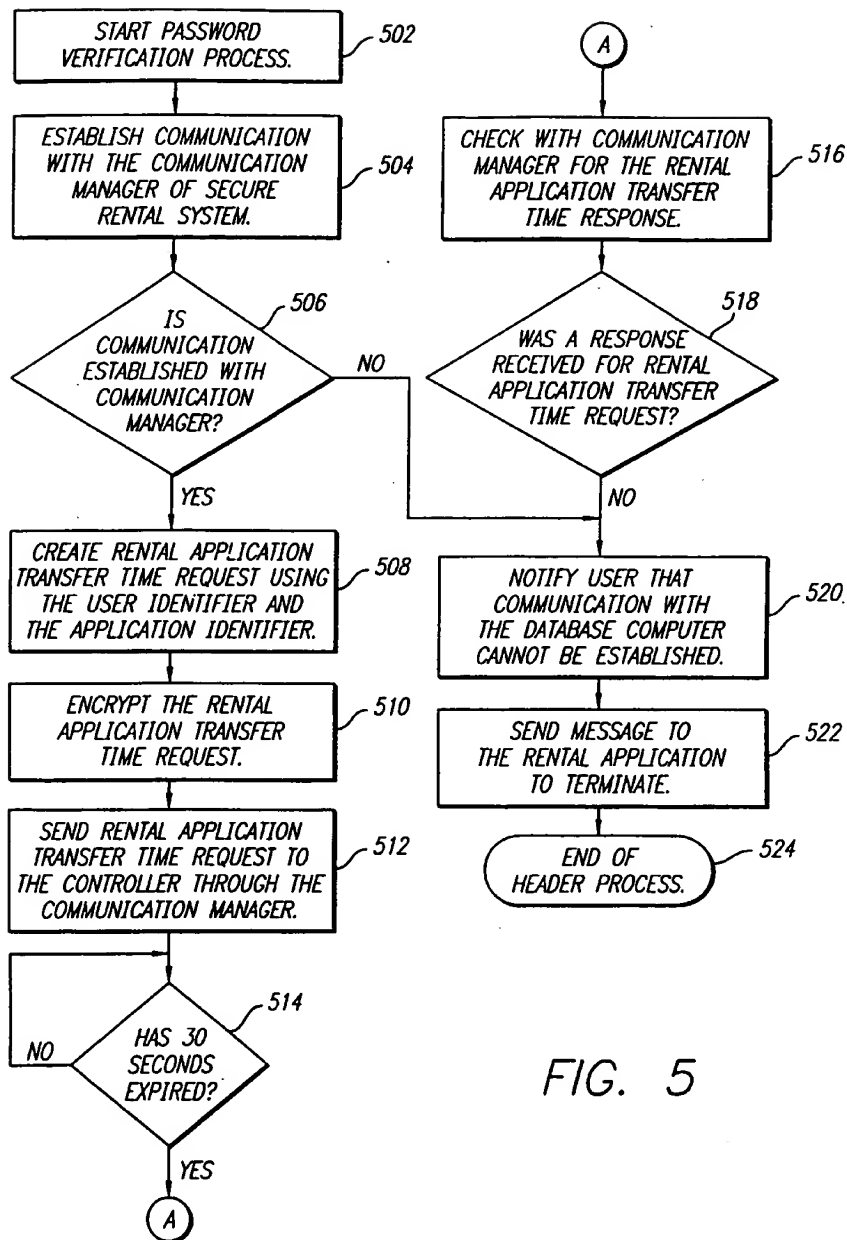 START PASSWORD
VERIFICATION PROCESS.
502
ESTABLISH COMMUNICATION
WITH THE COMMUNICATION
MANAGER OF SECURE
RENTAL SYSTEM.
504
506
IS
COMMUNICATION
ESTABLISHED WITH
COMMUNICATION
MANAGER?
NO
YES
CREATE RENTAL APPLICATION
TRANSFER TIME REQUEST USING
THE USER IDENTIFIER AND
THE APPLICATION IDENTIFIER.
508
ENCRYPT THE RENTAL
APPLICATION TRANSFER
TIME REQUEST.
510
SEND RENTAL APPLICATION
TRANSFER TIME REQUEST TO
THE CONTROLLER THROUGH THE
COMMUNICATION MANAGER.
512
514
HAS 30
SECONDS
EXPIRED?
NO
YES
A
A
CHECK WITH COMMUNICATION
MANAGER FOR THE RENTAL
APPLICATION TRANSFER
TIME RESPONSE.
516
518
WAS A RESPONSE
RECEIVED FOR RENTAL
APPLICATION TRANSFER
TIME REQUEST?
NO
NOTIFY USER THAT
COMMUNICATION WITH
THE DATABASE COMPUTER
CANNOT BE ESTABLISHED.
520
SEND MESSAGE TO
THE RENTAL APPLICATION
TO TERMINATE.
522
END OF
HEADER PROCESS.
524
FIG. 5